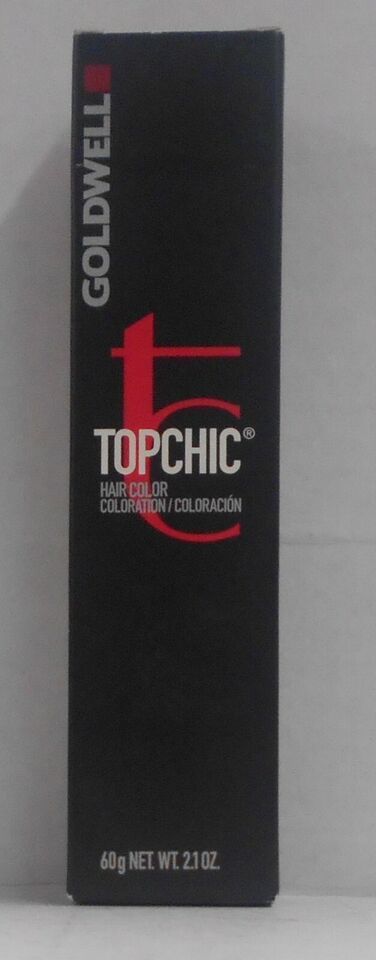 GOLDWELL
tc
TOPCHIC®
HAIR COLOR
COLORATION / COLORACIÓN
60g NET. WT. 2.1 OZ.